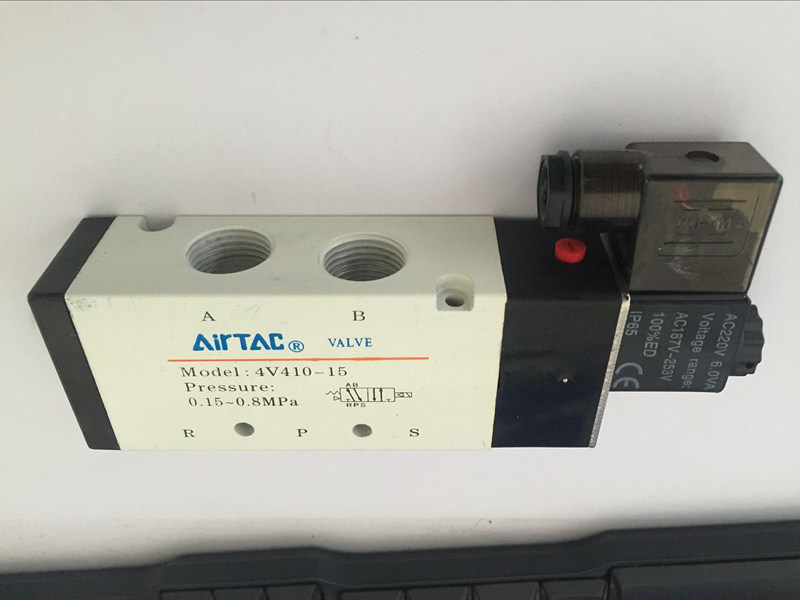 A B
AirTAC ® VALVE
Model: 4V410-15
Pressure:
0.15~0.8MPa
AB
RPS
R P S
AC220V 6.0VA
Voltage range:
AC187V-253V
100%ED
IP65
CE